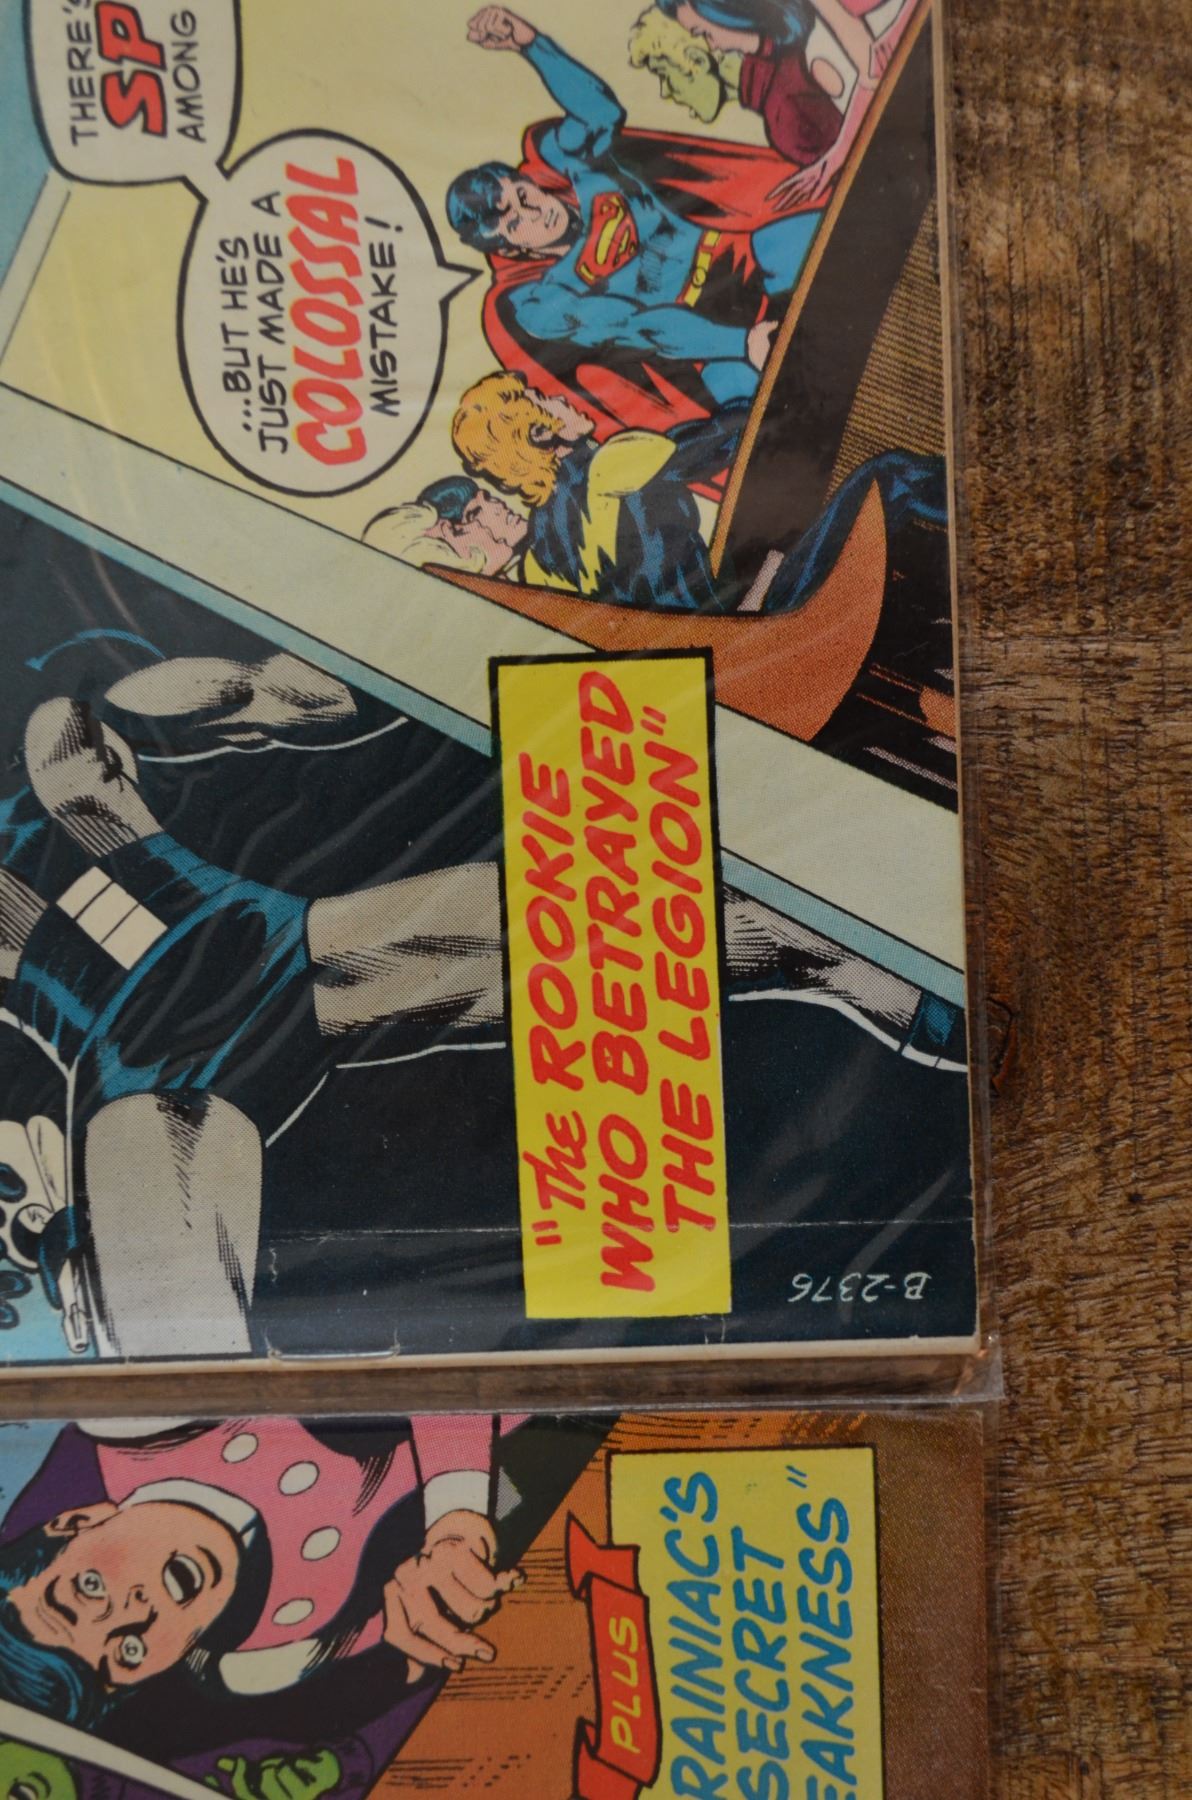 THERE'S
AMONG
...BUT HE'S
JUST MADE A
COLOSSAL
MISTAKE!
"The ROOKIE
WHO BETRAYED
THE LEGION"
B-2376
PLUS
RAINIAC'S
SECRET
EAKNESS"